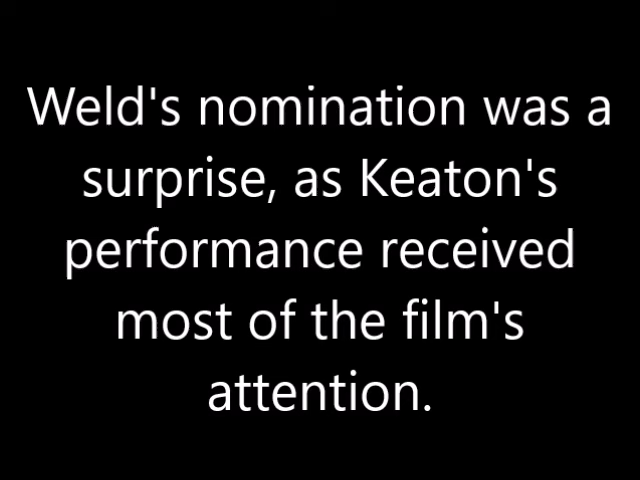 Weld's nomination was a
surprise, as Keaton's
performance received
most of the film's
attention.